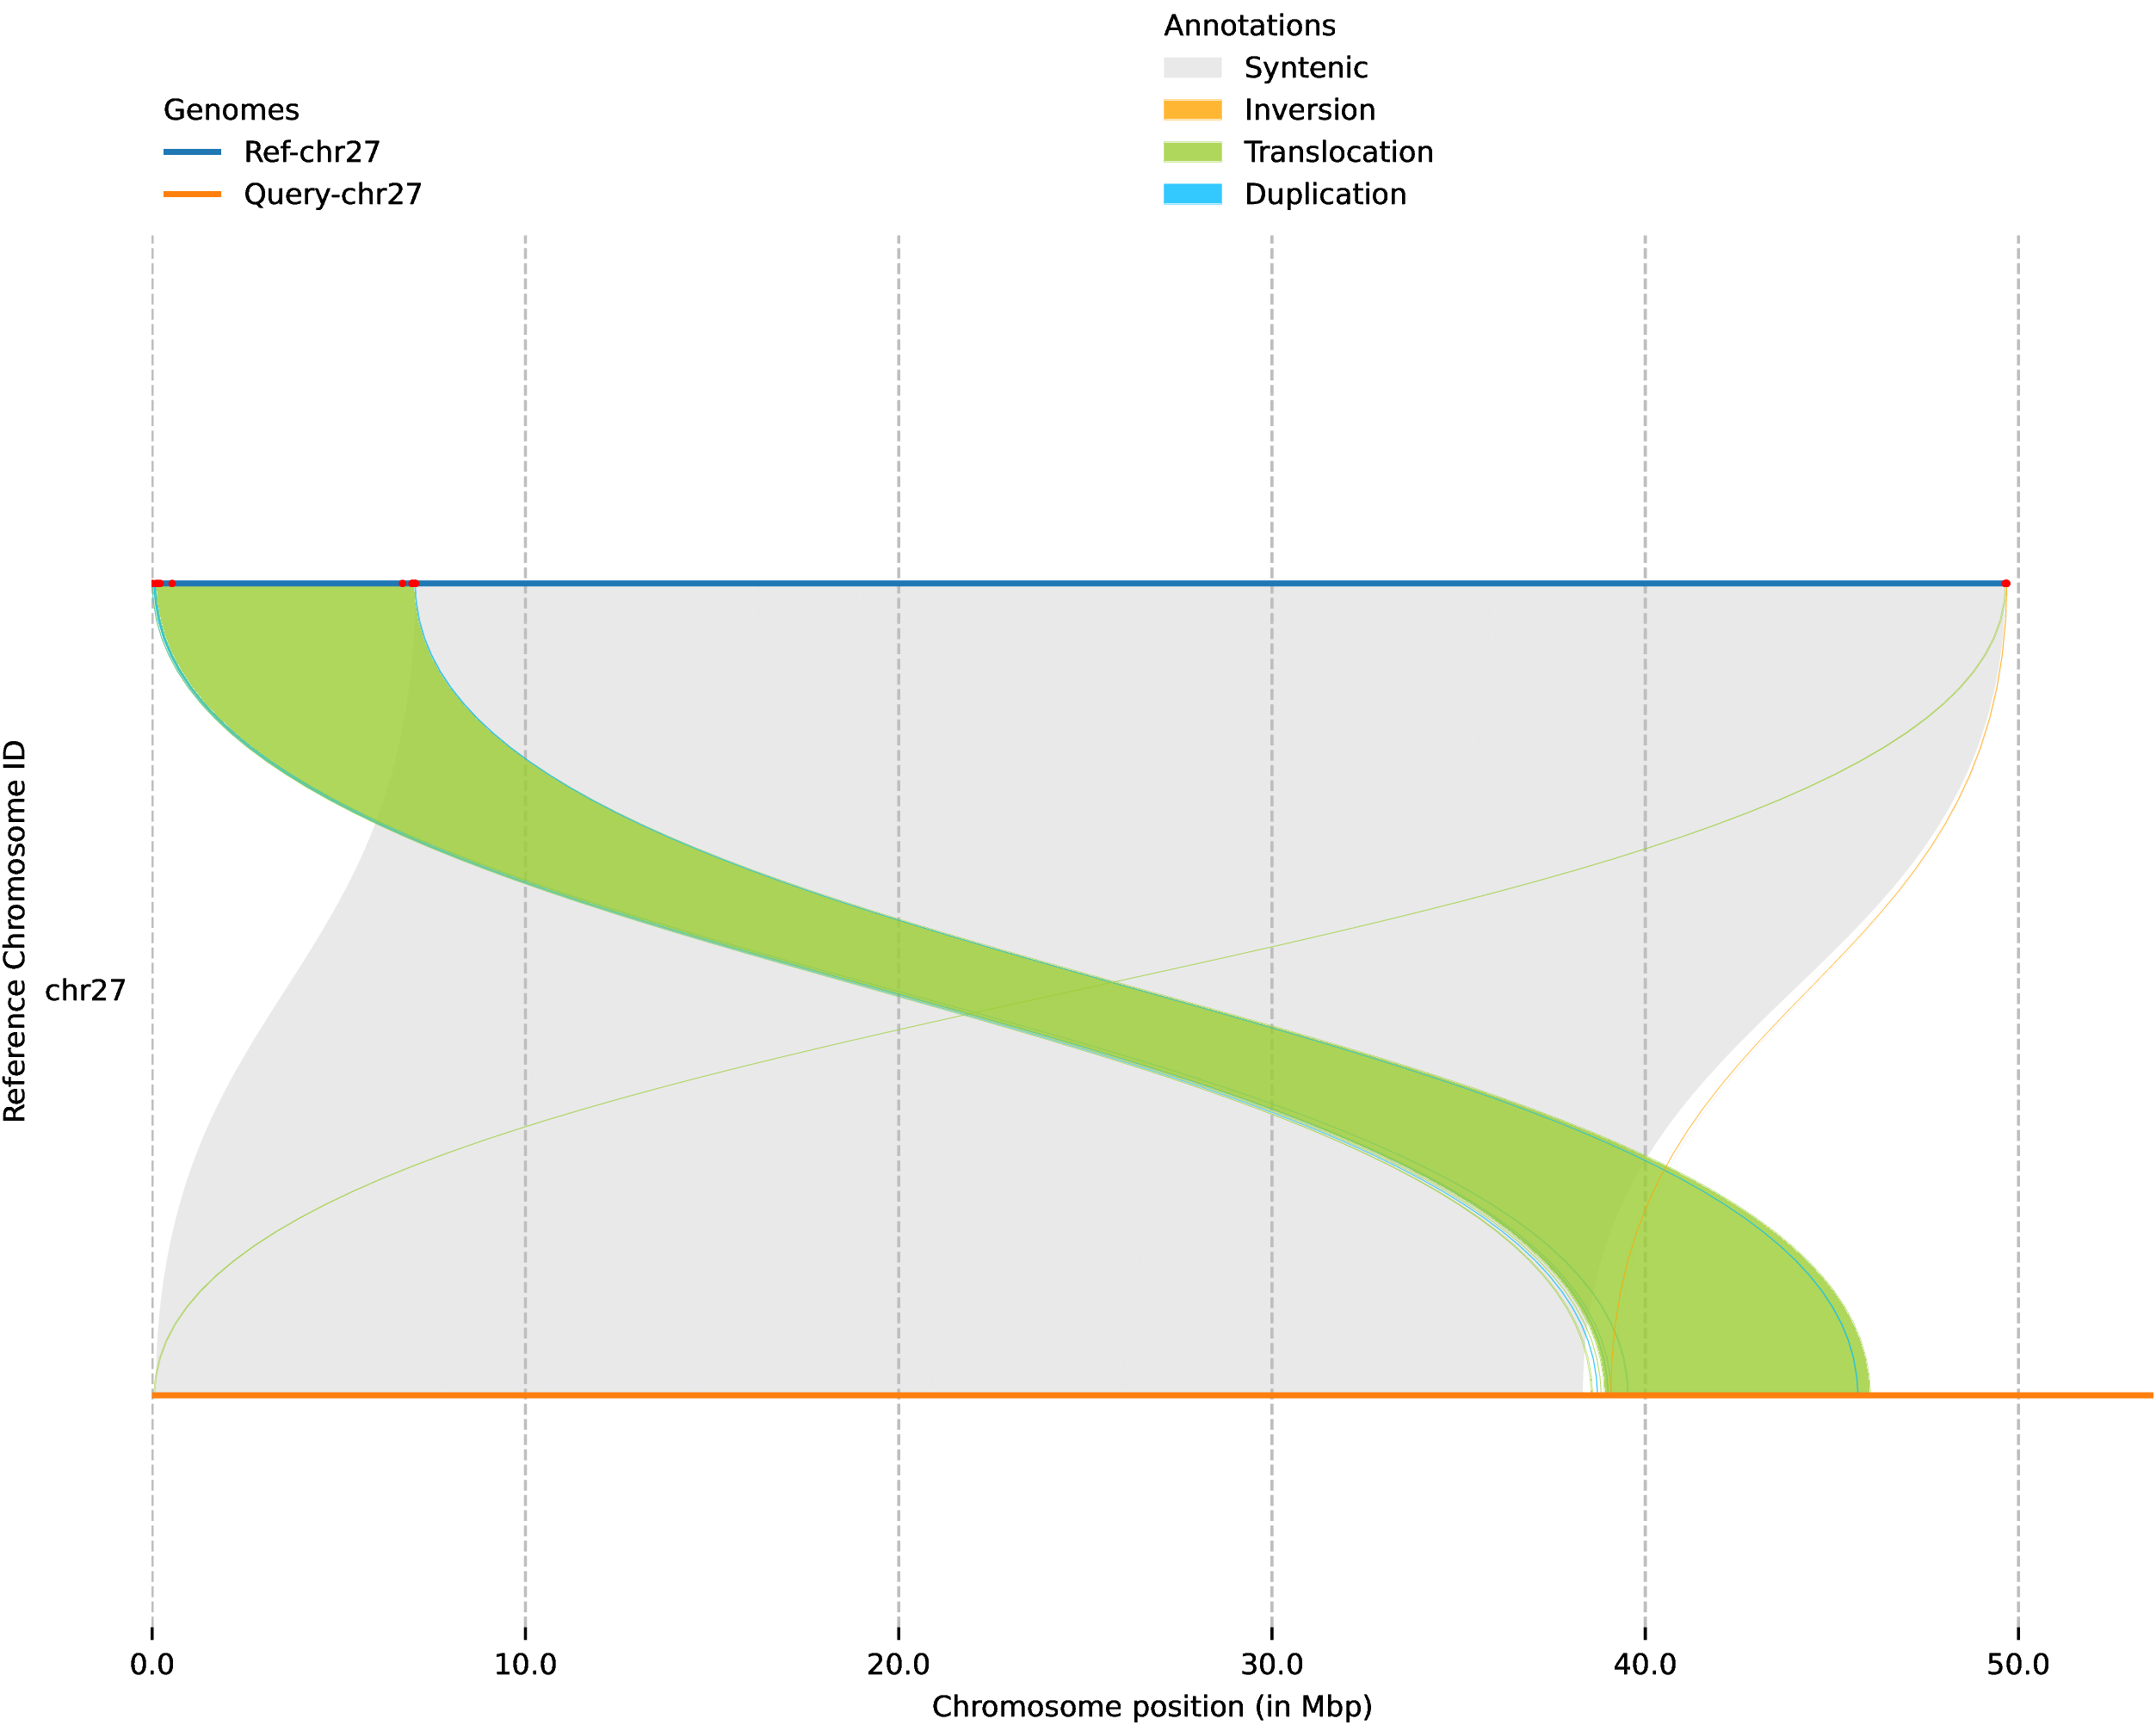 Genomes
Ref-chr27
Query-chr27
Annotations
Syntenic
Inversion
Translocation
Duplication
Reference Chromosome ID
chr27
0.0 10.0 20.0 30.0 40.0 50.0
Chromosome position (in Mbp)